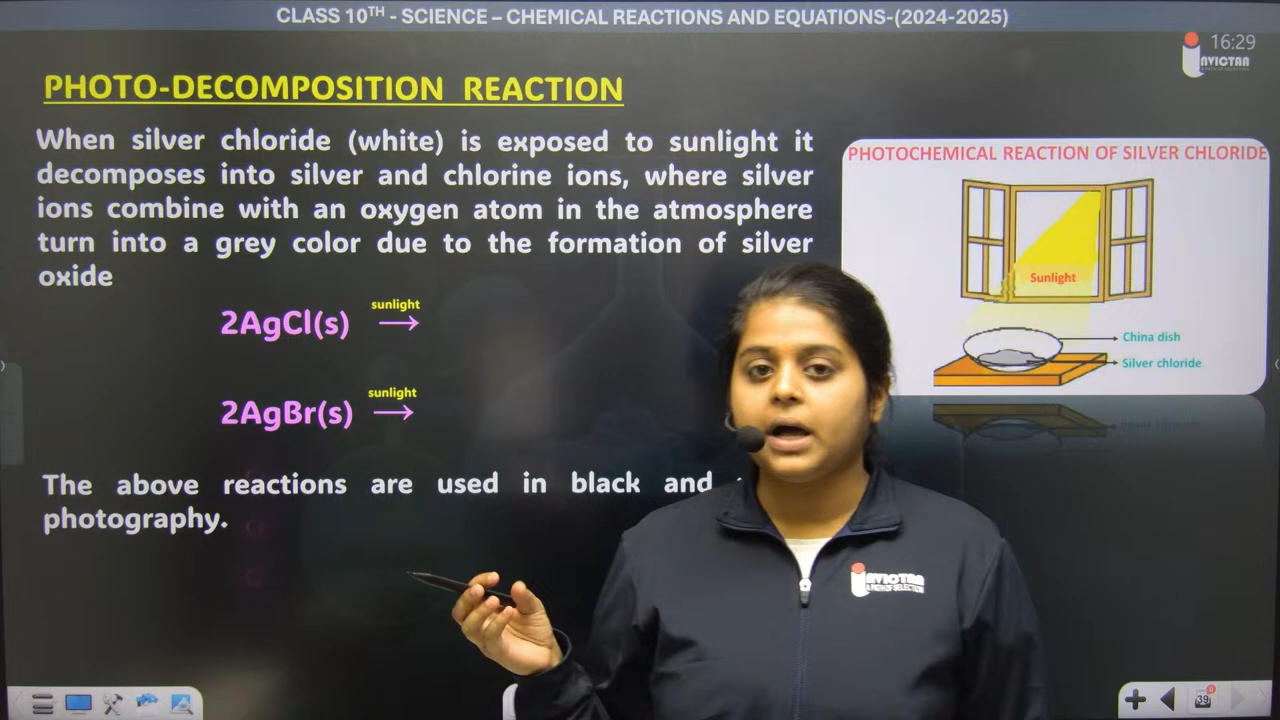 CLASS 10TH - SCIENCE – CHEMICAL REACTIONS AND EQUATIONS-(2024-2025)
16:29
INVICTAA
PHOTO-DECOMPOSITION REACTION
When silver chloride (white) is exposed to sunlight it
decomposes into silver and chlorine ions, where silver
ions combine with an oxygen atom in the atmosphere
turn into a grey color due to the formation of silver
oxide
sunlight
2AgCl(s) →
sunlight
2AgBr(s) →
The above reactions are used in black and
photography.
PHOTOCHEMICAL REACTION OF SILVER CHLORIDE
Sunlight
China dish
Silver chloride
INVICTAA
39